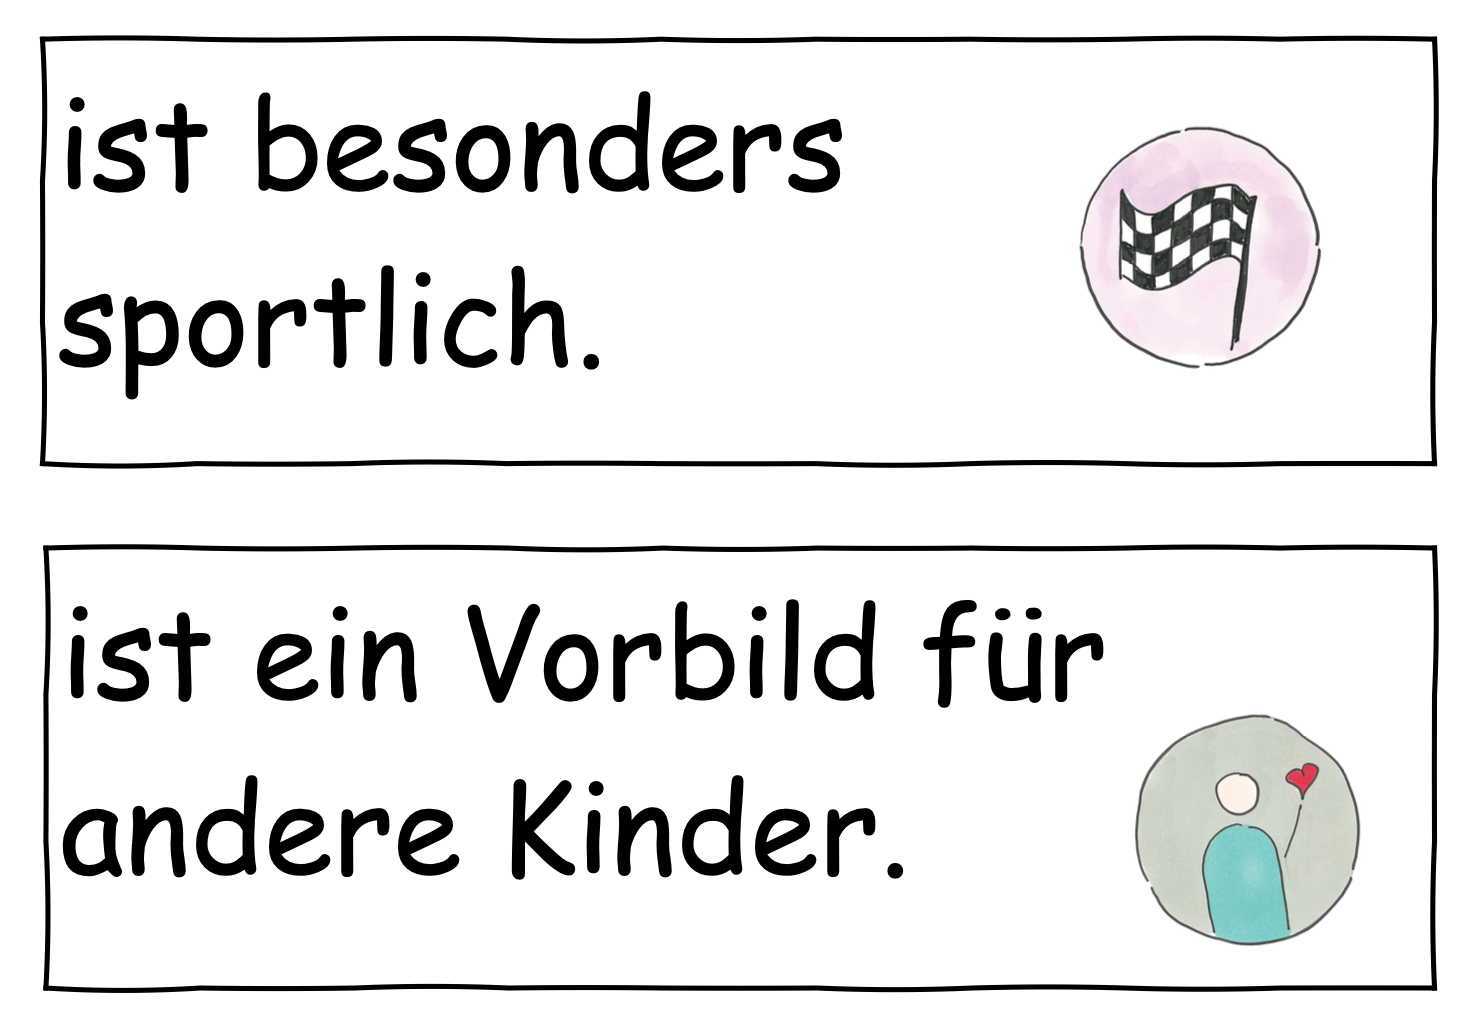 ist besonders
sportlich.
ist ein Vorbild für
andere Kinder.